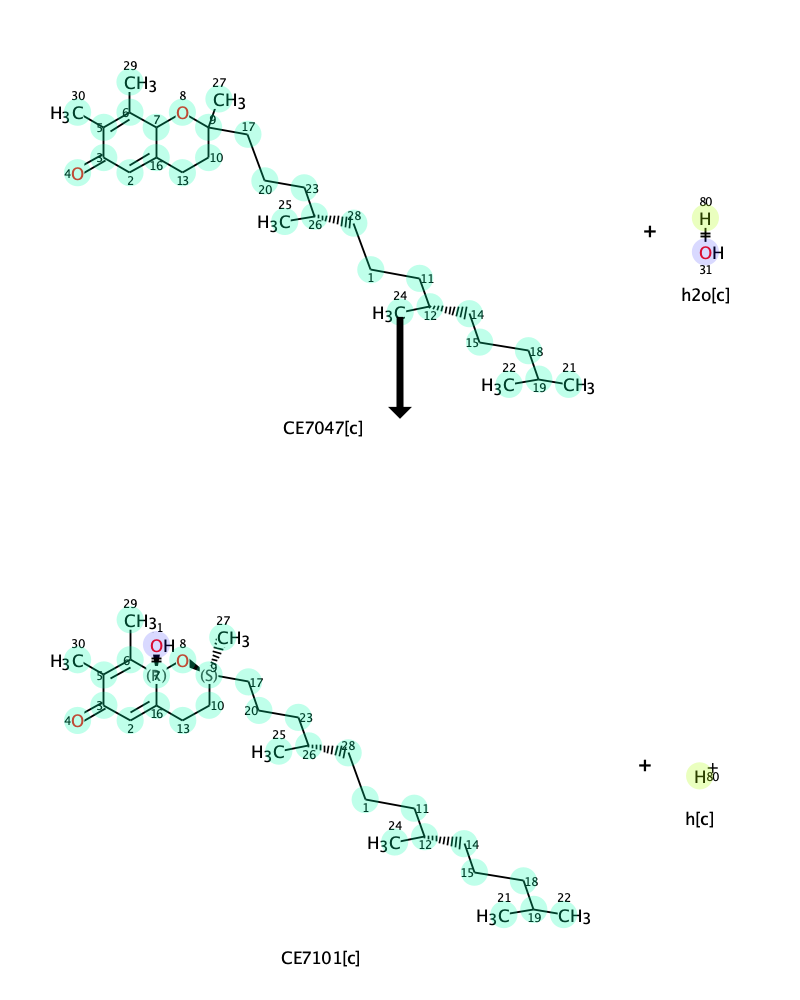 29
30
CH3
27
8
H3C
CH3
6
5
7
O
9
17
3
16
10
4O
2
13
20
23
25
H3C
26
28
80
H
+
OH
31
h2o[c]
1
11
24
H3C
12
14
15
18
22
21
H3C
19
CH3
CE7047[c]
29
CH3
1
27
30
OH
8
CH3
H3C
6
O
9
5
(R)
7
(S)
17
3
16
10
4O
2
13
20
23
25
H3C
26
28
+
H+
80
1
11
h[c]
24
H3C
12
14
15
18
21
22
H3C
19
CH3
CE7101[c]